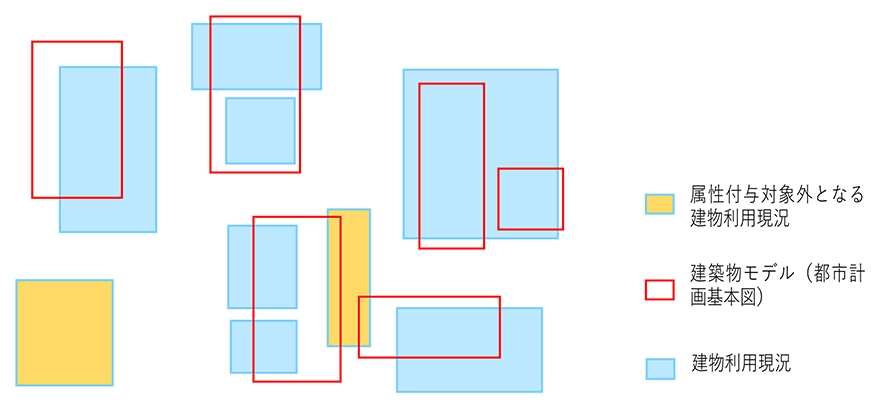 属性付与対象外となる
建物利用現況
建築物モデル（都市計
画基本図）
建物利用現況